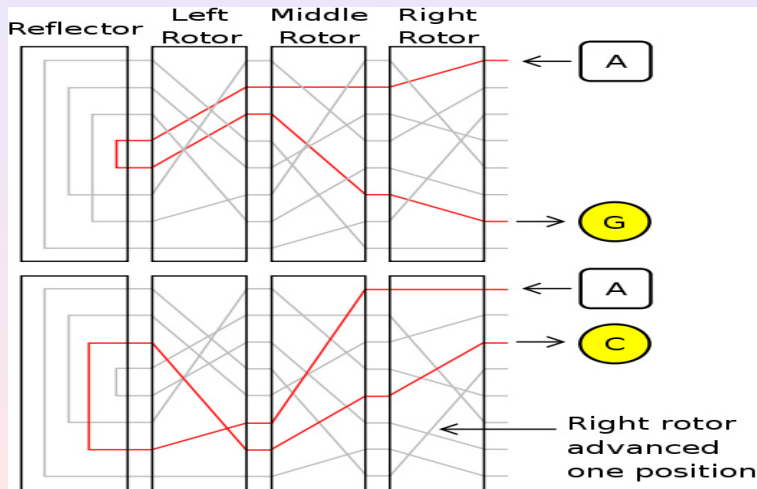 Reflector
Left
Rotor
Middle
Rotor
Right
Rotor
A
G
A
C
Right rotor
advanced
one position